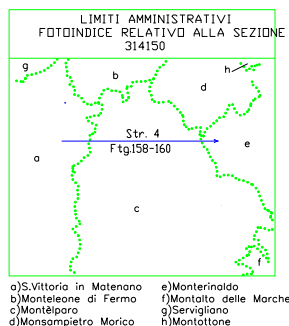 LIMITI AMMINISTRATIVI
FOTOINDICE RELATIVO ALLA SEZIONE
314150
g
b
h
d
Str. 4
Ftg.158-160
a
e
c
f
a)S.Vittoria in Matenano
e)Monterinaldo
b)Monteleone di Fermo
f)Montalto delle Marche
c)Montèlparo
g)Servigliano
d)Monsampietro Morico
h)Montottone